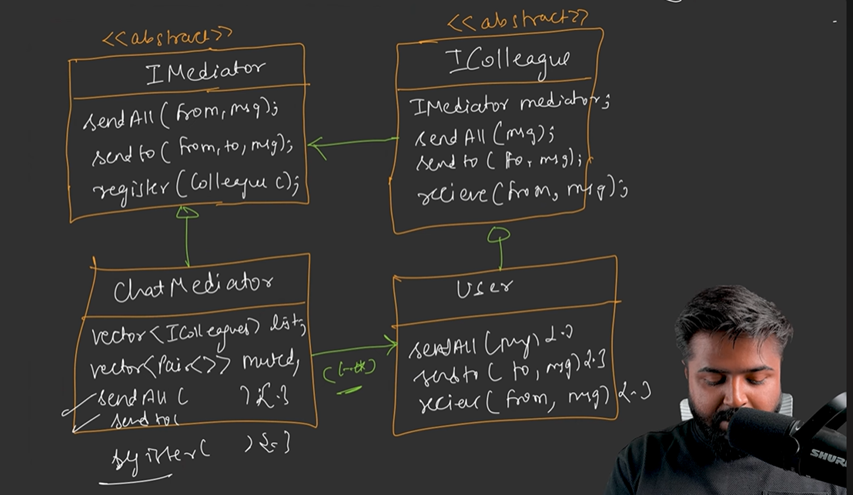 <<abstract>>
IMediator
sendAll(from, msg);
sendto(from, to, msg);
register(Colleague c);
<<abstract>>
IColleague
IMediator mediator;
sendAll(msg);
sendto(to, msg);
recieve(from, msg);
ChatMediator
vector<IColleagues> list;
vector<Pair<>> muted;
sendAll( ) {..}
sendto(
register( ) {..}
(1-*)
User
sendAll(msg) {..}
sendto(to, msg) {..}
reciev(from, msg) {..}
SHURE